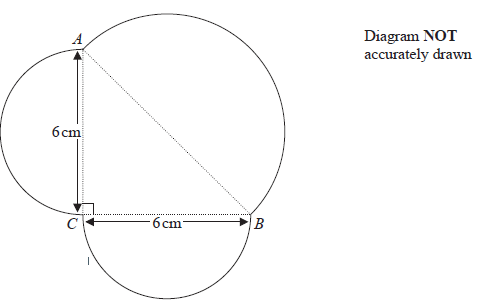 A
Diagram NOT
accurately drawn
6 cm
C
6 cm
B